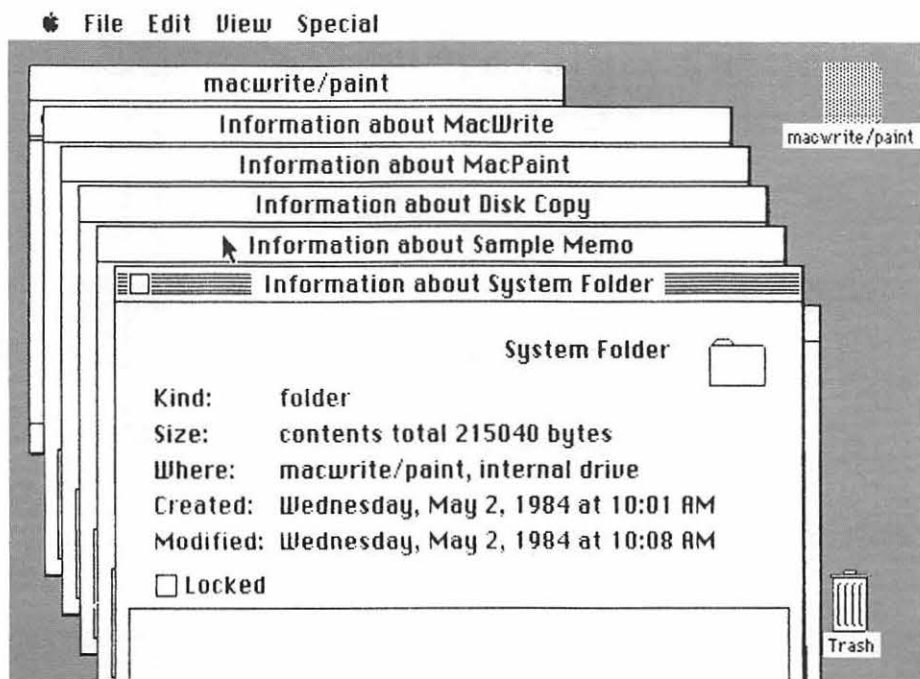 File Edit View Special
macwrite/paint
macwrite/paint
Information about MacWrite
Information about MacPaint
Information about Disk Copy
Information about Sample Memo
Information about System Folder
System Folder
Kind: folder
Size: contents total 215040 bytes
Where: macwrite/paint, internal drive
Created: Wednesday, May 2, 1984 at 10:01 AM
Modified: Wednesday, May 2, 1984 at 10:08 AM
Locked
Trash